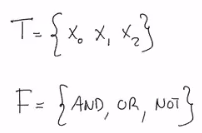 T = { X₀ X₁ X₂ }
F = { AND, OR, NOT }